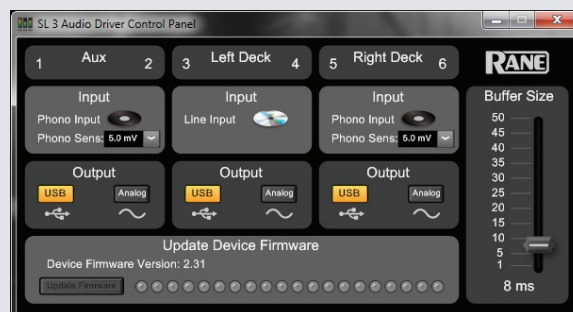 SL 3 Audio Driver Control Panel
1 Aux 2
3 Left Deck 4
5 Right Deck 6
RANE
Input
Phono Input
Phono Sens: 5.0 mV
Input
Line Input
Input
Phono Input
Phono Sens: 5.0 mV
Output
USB Analog
Output
USB Analog
Output
USB Analog
Update Device Firmware
Device Firmware Version: 2.31
Update Firmware
Buffer Size
50
45
40
35
30
25
20
15
10
5
1
8 ms